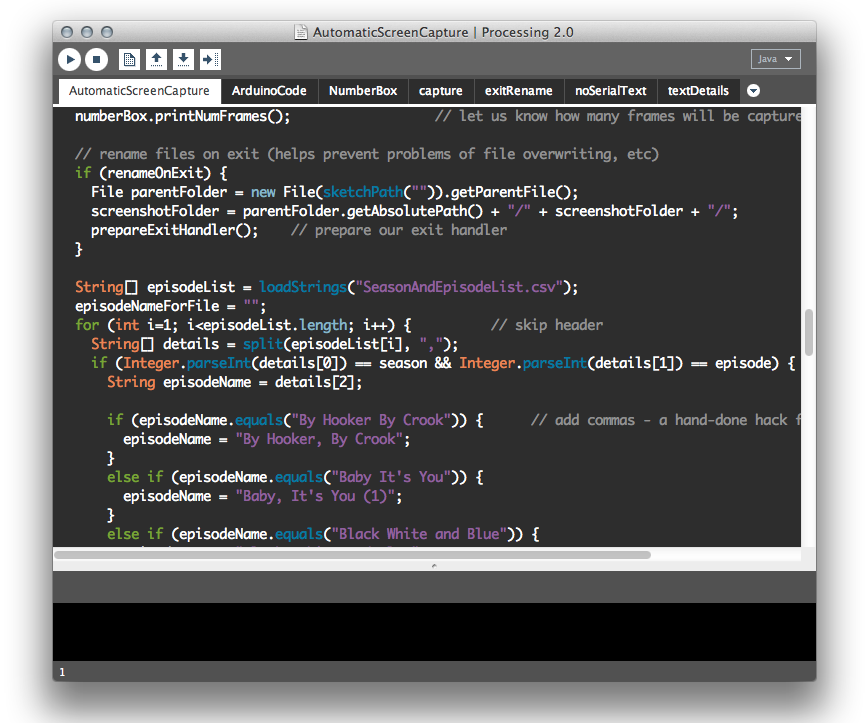 AutomaticScreenCapture | Processing 2.0
Java
AutomaticScreenCapture ArduinoCode NumberBox capture exitRename noSerialText textDetails
numberBox.printNumFrames(); // let us know how many frames will be capture
// rename files on exit (helps prevent problems of file overwriting, etc)
if (renameOnExit) {
File parentFolder = new File(sketchPath("")).getParentFile();
screenshotFolder = parentFolder.getAbsolutePath() + "/" + screenshotFolder + "/";
prepareExitHandler(); // prepare our exit handler
}
String[] episodeList = loadStrings("SeasonAndEpisodeList.csv");
episodeNameForFile = "";
for (int i=1; i<episodeList.length; i++) { // skip header
String[] details = split(episodeList[i], ",");
if (Integer.parseInt(details[0]) == season && Integer.parseInt(details[1]) == episode) {
String episodeName = details[2];
if (episodeName.equals("By Hooker By Crook")) { // add commas - a hand-done hack f
episodeName = "By Hooker, By Crook";
}
else if (episodeName.equals("Baby It's You")) {
episodeName = "Baby, It's You (1)";
}
else if (episodeName.equals("Black White and Blue")) {
1